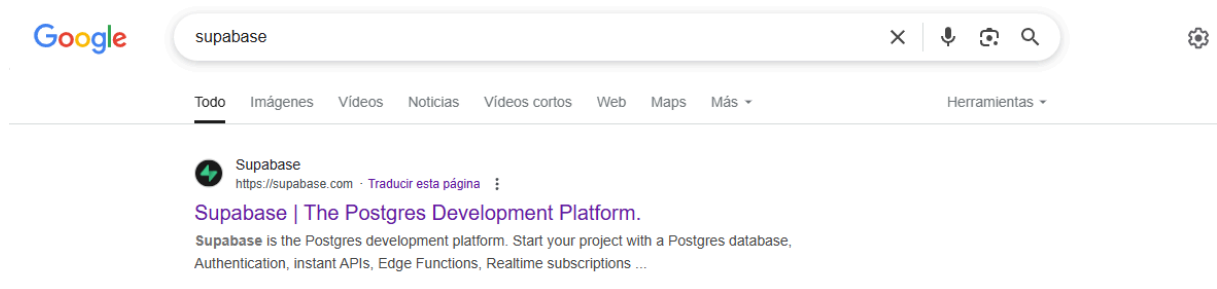 Google
supabase
Todo Imágenes Vídeos Noticias Vídeos cortos Web Maps Más Herramientas
Supabase
https://supabase.com · Traducir esta página
Supabase | The Postgres Development Platform.
Supabase is the Postgres development platform. Start your project with a Postgres database,
Authentication, instant APIs, Edge Functions, Realtime subscriptions ...